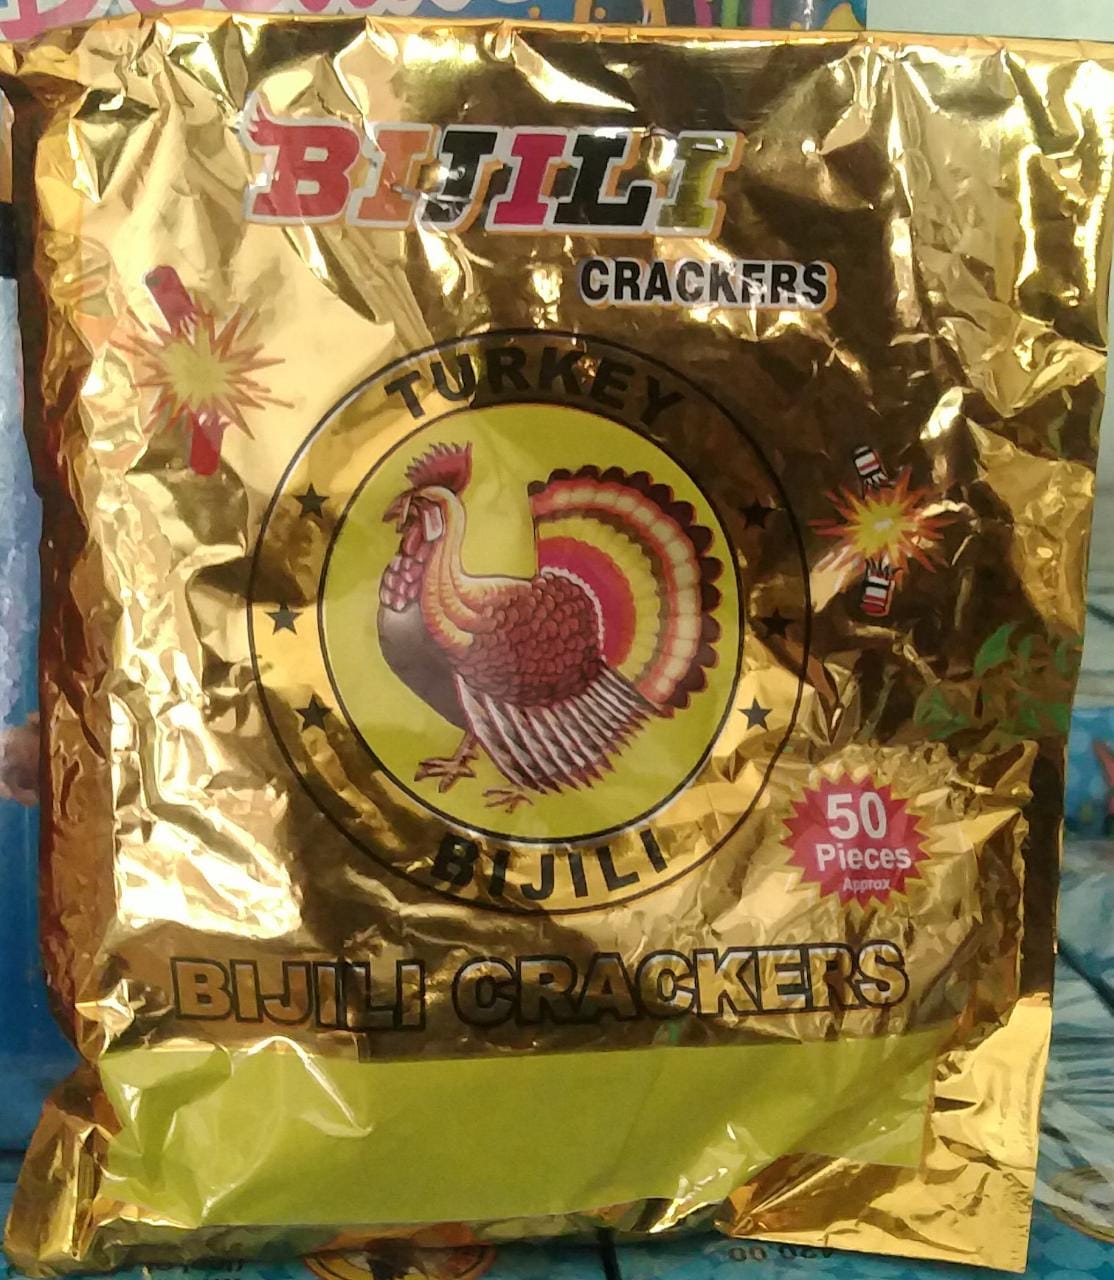 BIJILI
CRACKERS
TURKEY
BIJILI
50
Pieces
Approx
BIJILI CRACKERS